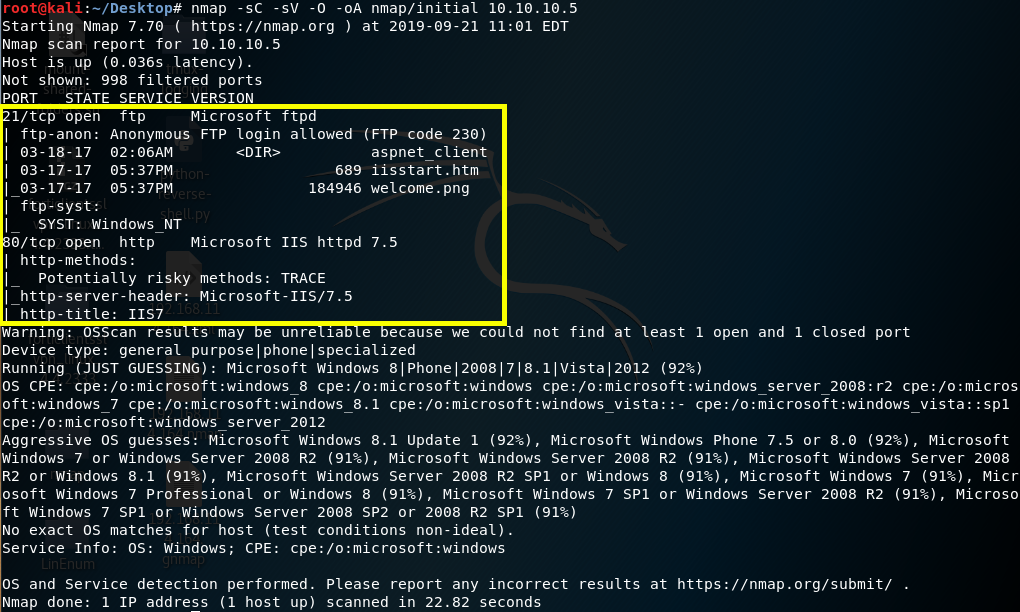 root@kali:~/Desktop# nmap -sC -sV -O -oA nmap/initial 10.10.10.5
Starting Nmap 7.70 ( https://nmap.org ) at 2019-09-21 11:01 EDT
Nmap scan report for 10.10.10.5
Host is up (0.036s latency).
Not shown: 998 filtered ports
PORT   STATE SERVICE VERSION
21/tcp open  ftp     Microsoft ftpd
| ftp-anon: Anonymous FTP login allowed (FTP code 230)
| 03-18-17  02:06AM       <DIR>          aspnet_client
| 03-17-17  05:37PM                  689 iisstart.htm
|_03-17-17  05:37PM               184946 welcome.png
| ftp-syst:
|_  SYST: Windows_NT
80/tcp open  http    Microsoft IIS httpd 7.5
| http-methods:
|_  Potentially risky methods: TRACE
|_http-server-header: Microsoft-IIS/7.5
|_http-title: IIS7
Warning: OSScan results may be unreliable because we could not find at least 1 open and 1 closed port
Device type: general purpose|phone|specialized
Running (JUST GUESSING): Microsoft Windows 8|Phone|2008|7|8.1|Vista|2012 (92%)
OS CPE: cpe:/o:microsoft:windows_8 cpe:/o:microsoft:windows cpe:/o:microsoft:windows_server_2008:r2 cpe:/o:micros
oft:windows_7 cpe:/o:microsoft:windows_8.1 cpe:/o:microsoft:windows_vista::- cpe:/o:microsoft:windows_vista::sp1
cpe:/o:microsoft:windows_server_2012
Aggressive OS guesses: Microsoft Windows 8.1 Update 1 (92%), Microsoft Windows Phone 7.5 or 8.0 (92%), Microsoft
Windows 7 or Windows Server 2008 R2 (91%), Microsoft Windows Server 2008 R2 (91%), Microsoft Windows Server 2008
R2 or Windows 8.1 (91%), Microsoft Windows Server 2008 R2 SP1 or Windows 8 (91%), Microsoft Windows 7 (91%), Micr
osoft Windows 7 Professional or Windows 8 (91%), Microsoft Windows 7 SP1 or Windows Server 2008 R2 (91%), Microso
ft Windows 7 SP1 or Windows Server 2008 SP2 or 2008 R2 SP1 (91%)
No exact OS matches for host (test conditions non-ideal).
Service Info: OS: Windows; CPE: cpe:/o:microsoft:windows
LinEnum
OS and Service detection performed. Please report any incorrect results at https://nmap.org/submit/ .
Nmap done: 1 IP address (1 host up) scanned in 22.82 seconds